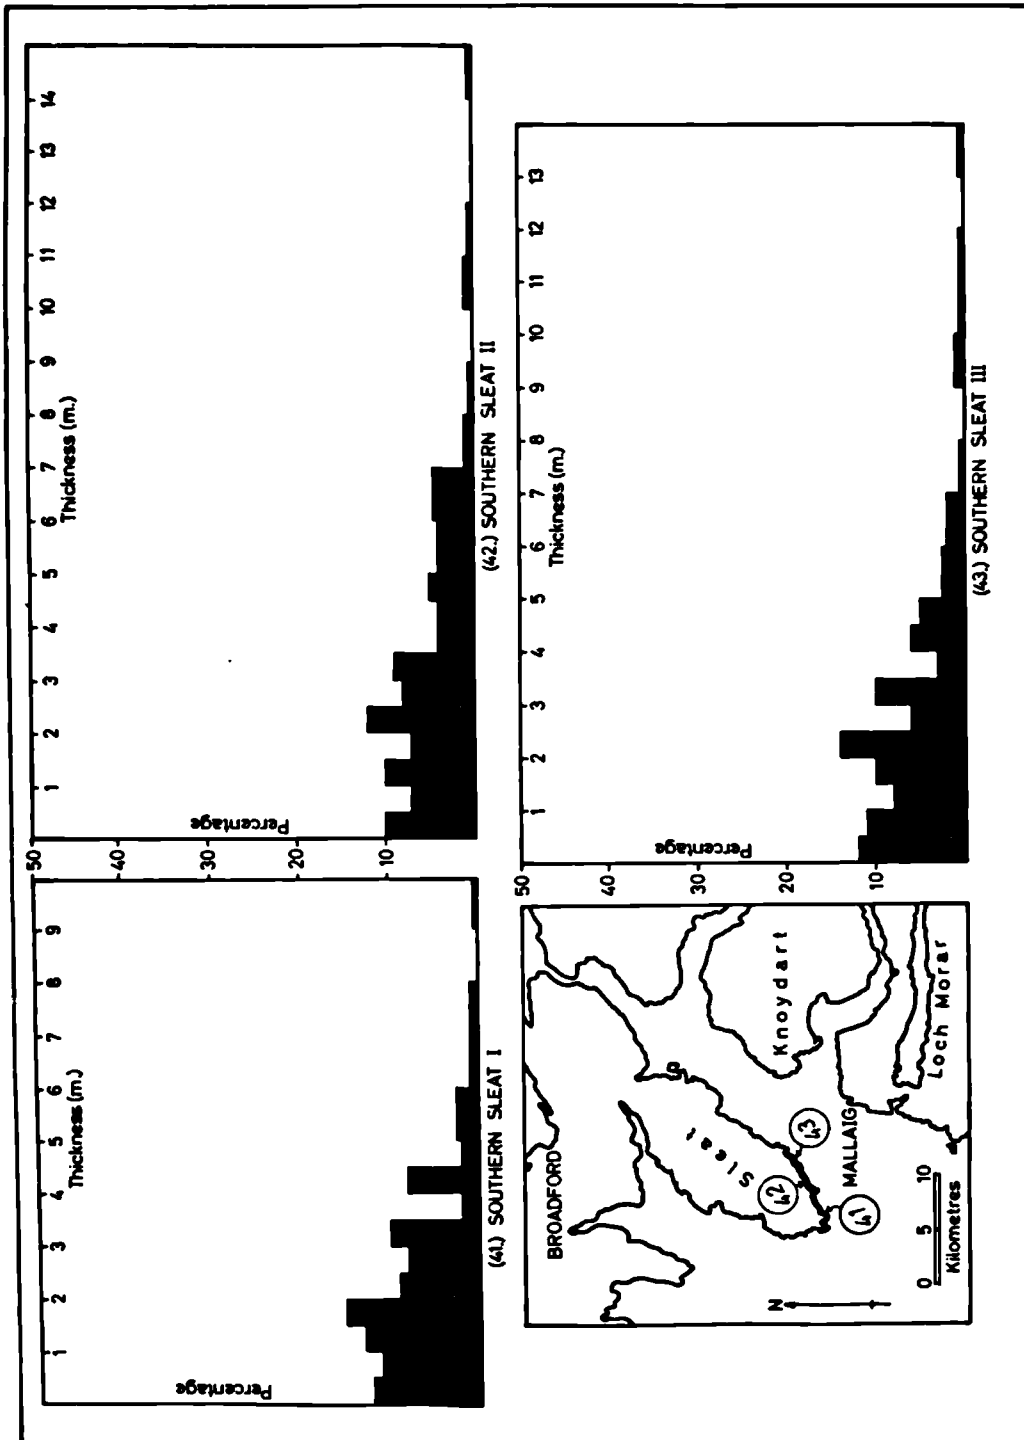 Percentage
1 2 3 4 5 6 7 8 9
Thickness (m.)
(41.) SOUTHERN SLEAT I
50
40
30
20
10
Percentage
1 2 3 4 5 6 7 8 9 10 11 12 13 14
Thickness (m.)
(42.) SOUTHERN SLEAT II
BROADFORD
Sleat
Knoydart
MALLAIG
Loch Morar
41
42
43
N
0 5 10
Kilometres
50
40
30
20
10
Percentage
1 2 3 4 5 6 7 8 9 10 11 12 13
Thickness (m.)
(43.) SOUTHERN SLEAT III